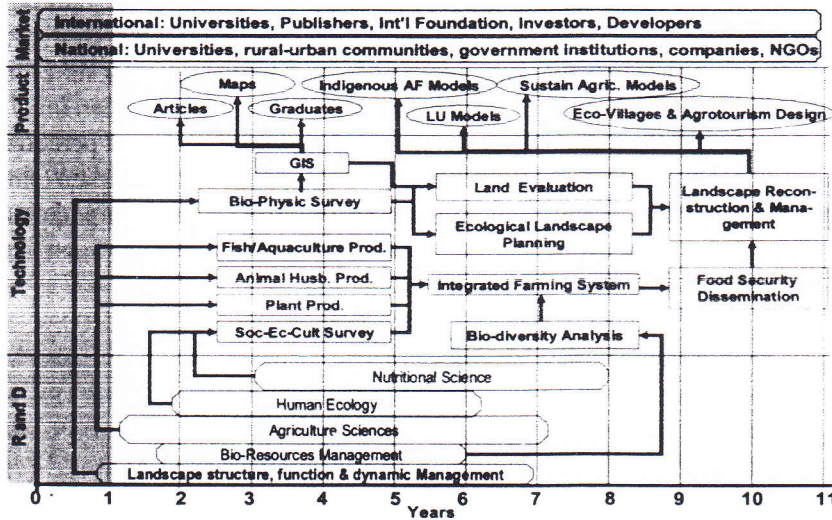 Market
International: Universities, Publishers, Int'l Foundation, Investors, Developers
National: Universities, rural-urban communities, government institutions, companies, NGOs
Product
Maps
Indigenous AF Models
Sustain Agric. Models
Articles
Graduates
LU Models
Eco-Villages & Agrotourism Design
Technology
GIS
Land Evaluation
Landscape Recon-
struction & Mana-
gement
Bio-Physic Survey
Ecological Landscape
Planning
Fish/Aquaculture Prod.
Animal Husb. Prod.
Integrated Farming System
Food Security
Dissemination
Plant Prod.
Soc-Ec-Cult Survey
Bio-diversity Analysis
R and D
Nutritional Science
Human Ecology
Agriculture Sciences
Bio-Resources Management
Landscape structure, function & dynamic Management
0 1 2 3 4 5 6 7 8 9 10 11
Years